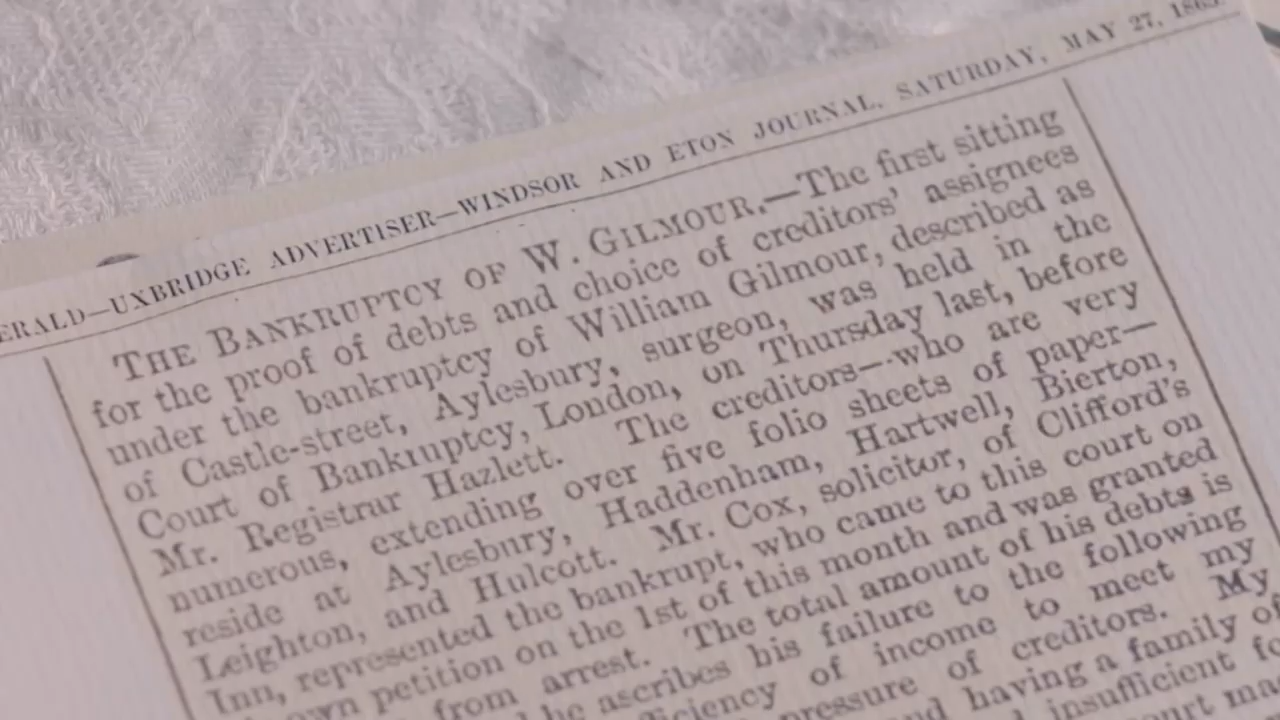 ERALD—UXBRIDGE ADVERTISER—WINDSOR AND ETON JOURNAL, SATURDAY, MAY 27, 1865.
THE BANKRUPTCY OF W. GILMOUR.—The first sitting
for the proof of debts and choice of creditors' assignees
under the bankruptcy of William Gilmour, described as
of Castle-street, Aylesbury, surgeon, was held in the
Court of Bankruptcy, London, on Thursday last, before
Mr. Registrar Hazlett. The creditors—who are very
numerous, extending over five folio sheets of paper—
reside at Aylesbury, Haddenham, Hartwell, Bierton,
Leighton, and Hulcott. Mr. Cox, solicitor, of Clifford's
Inn, represented the bankrupt, who came to this court on
own petition on the 1st of this month and was granted
from arrest. The total amount of his debts is
he ascribes his failure to the following
ficiency of income to meet my
pressure of creditors. My
and having a family of
insufficient fo
ourt mad